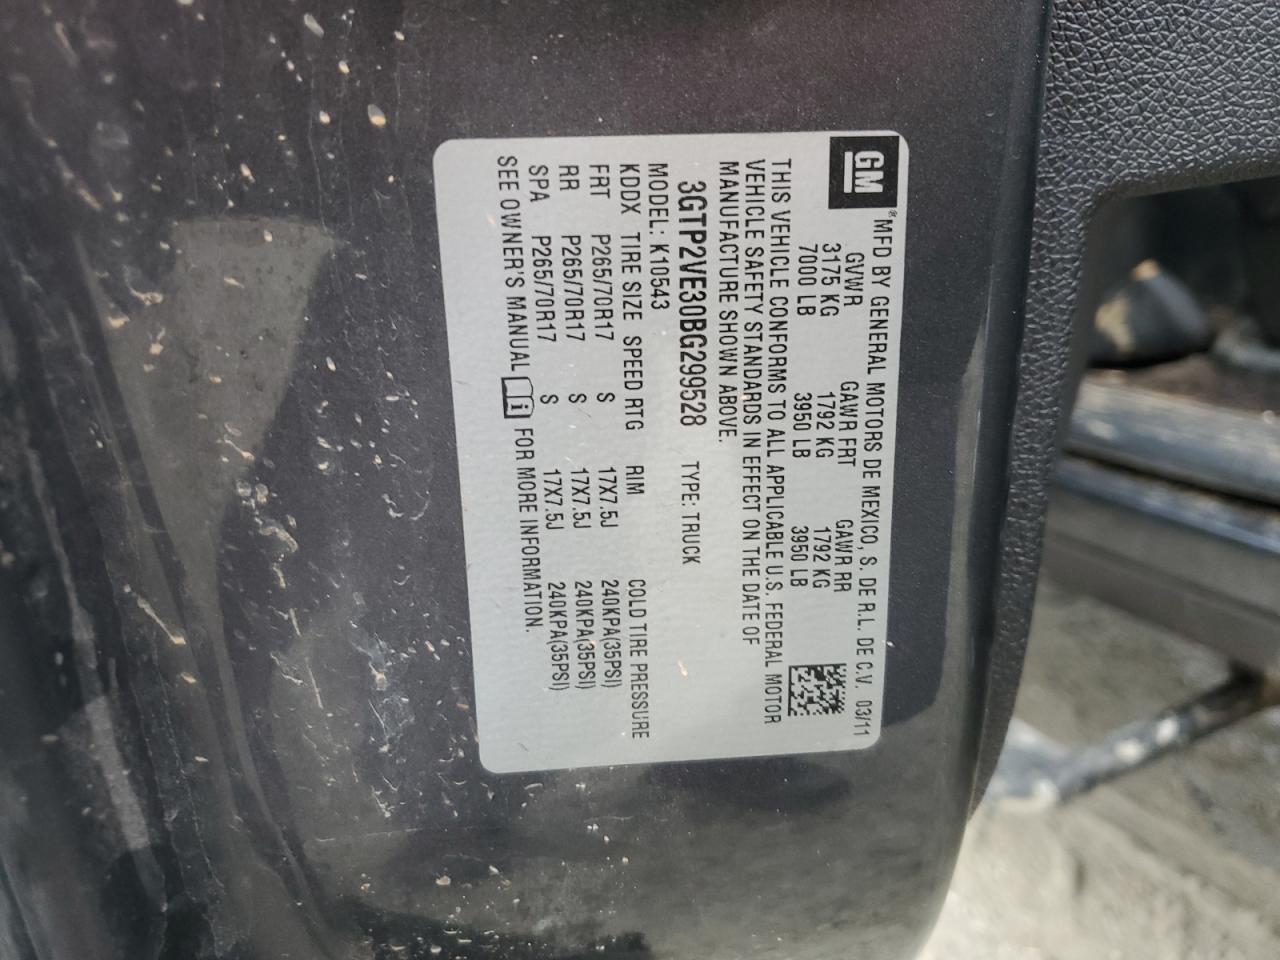 GM ® MFD BY GENERAL MOTORS DE MEXICO, S. DE R.L. DE C.V. 03/11
GVWR GAWR FRT GAWR RR
3175 KG 1792 KG 1792 KG
7000 LB 3950 LB 3950 LB
THIS VEHICLE CONFORMS TO ALL APPLICABLE U.S. FEDERAL MOTOR
VEHICLE SAFETY STANDARDS IN EFFECT ON THE DATE OF
MANUFACTURE SHOWN ABOVE.
3GTP2VE30BG299528 TYPE: TRUCK
MODEL: K10543
KDDX TIRE SIZE SPEED RTG RIM COLD TIRE PRESSURE
FRT P265/70R17 S 17X7.5J 240KPA(35PSI)
RR P265/70R17 S 17X7.5J 240KPA(35PSI)
SPA P265/70R17 S 17X7.5J 240KPA(35PSI)
SEE OWNER'S MANUAL i FOR MORE INFORMATION.